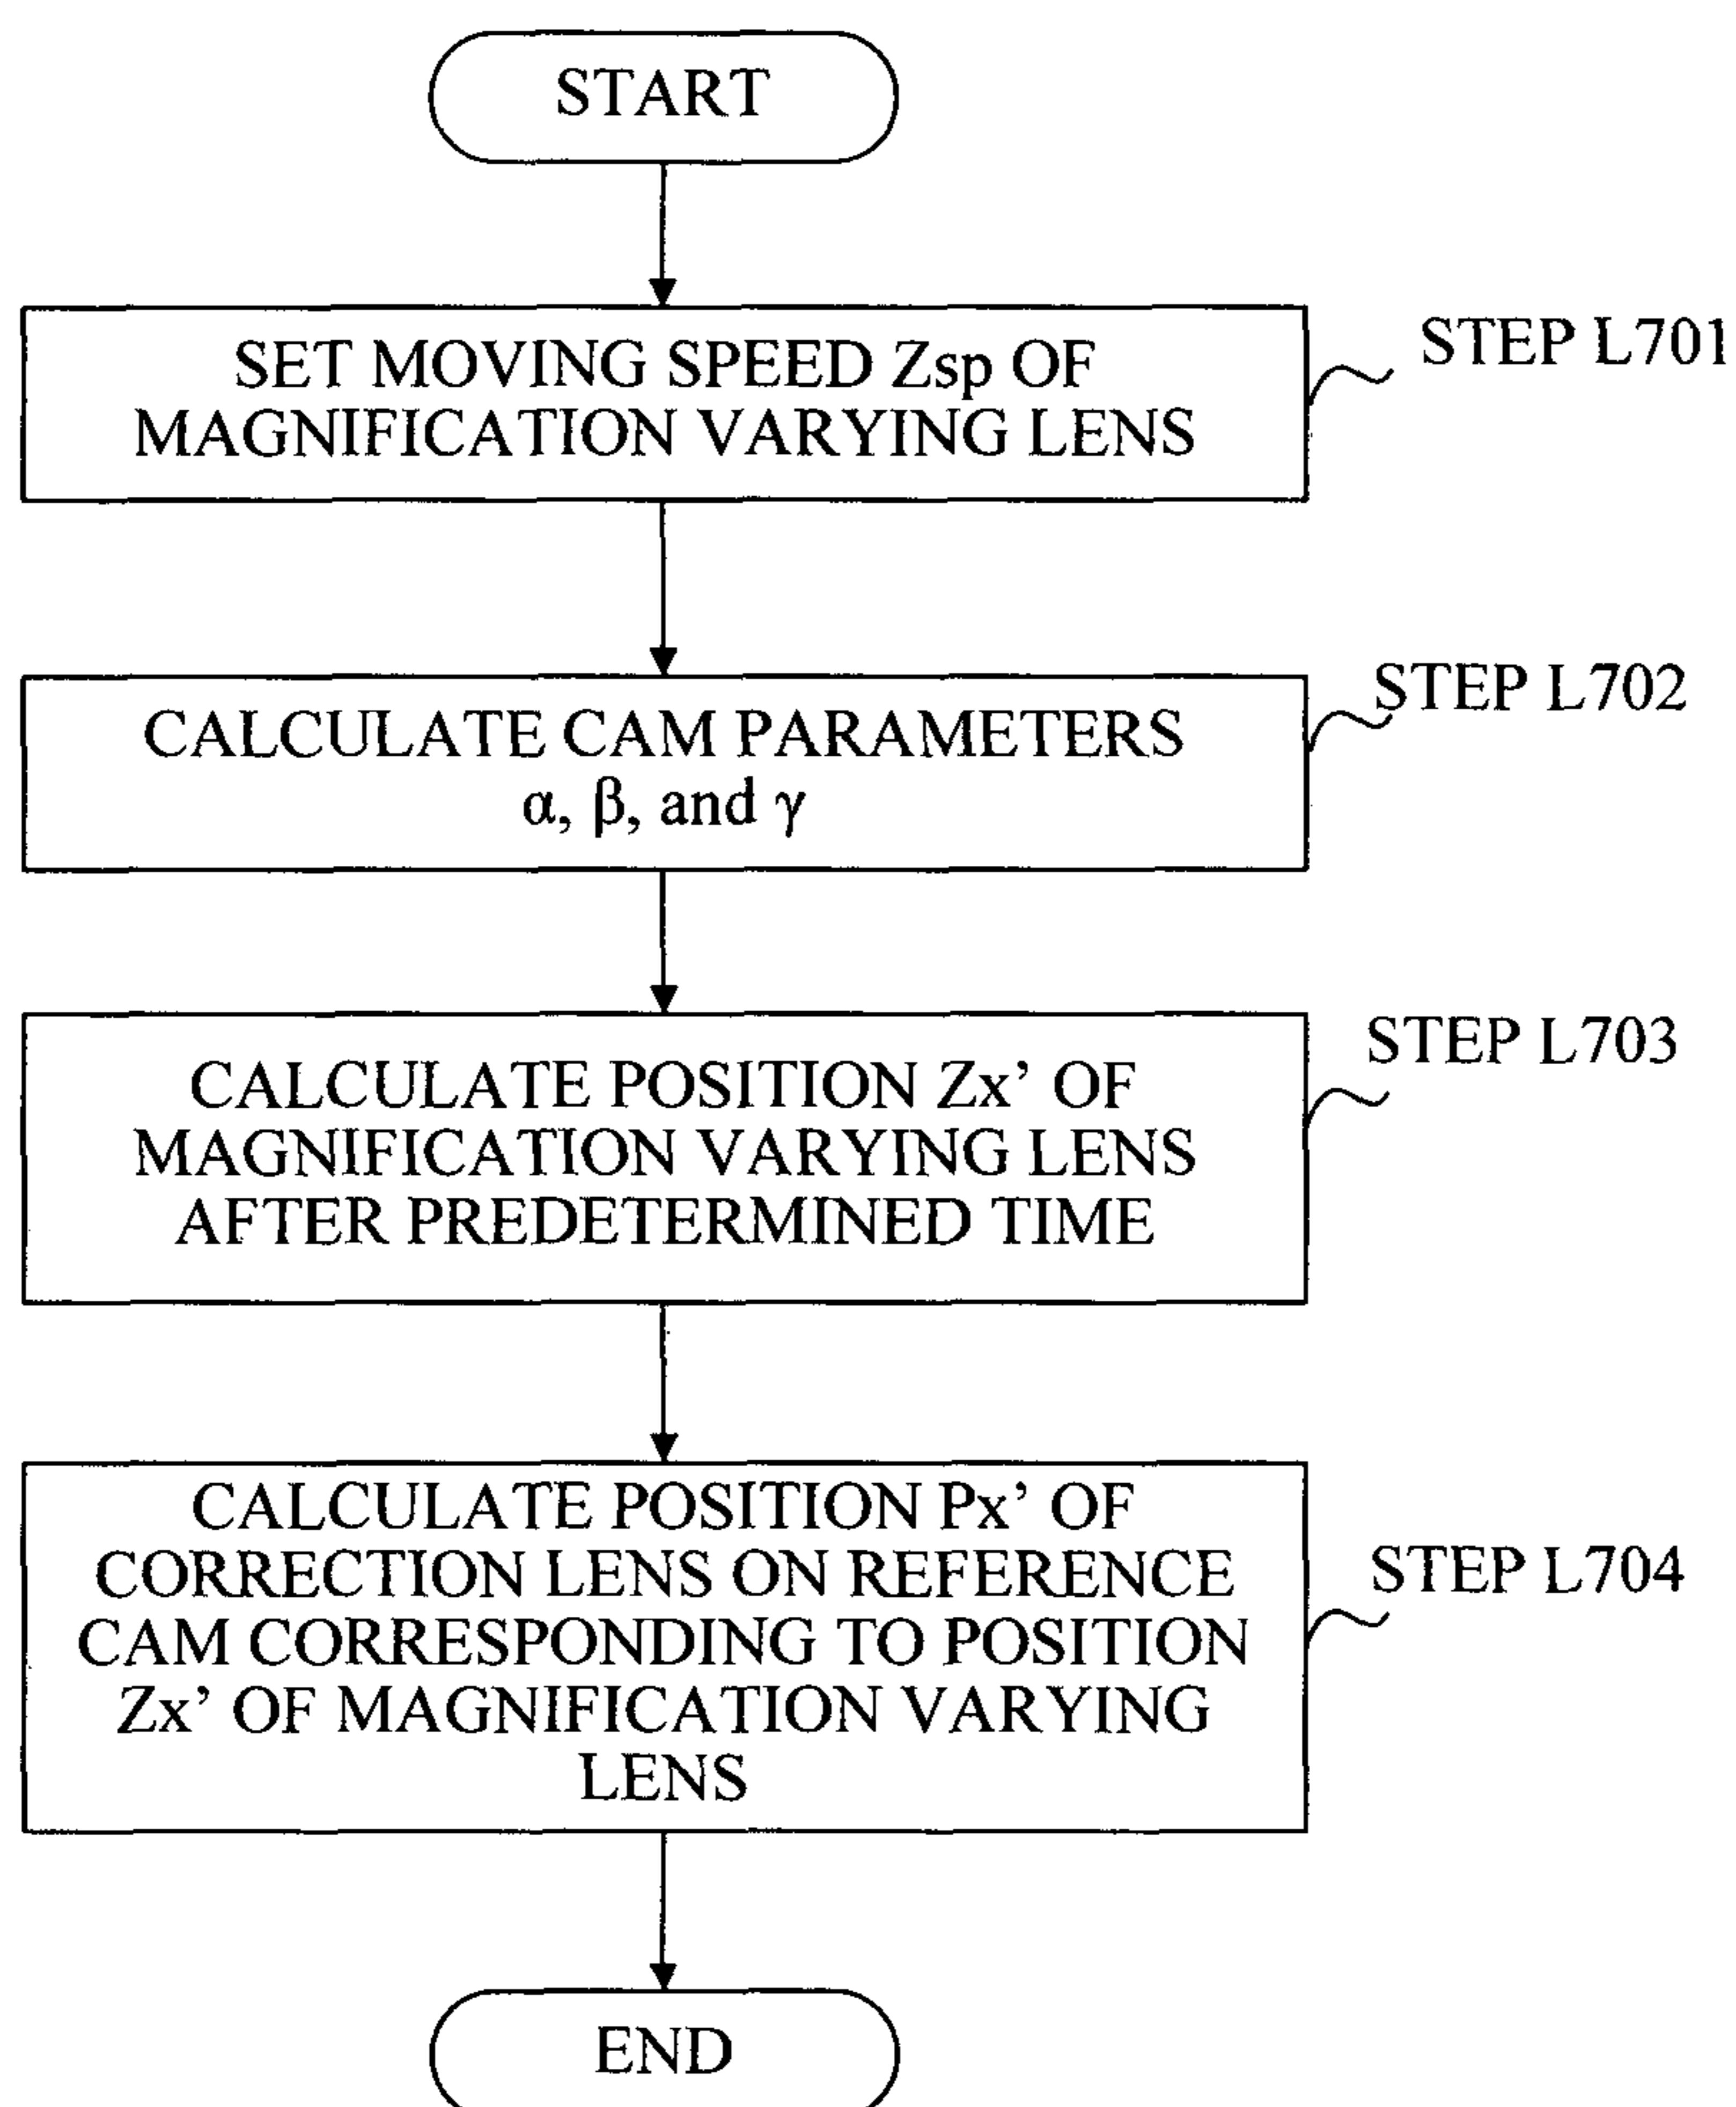 START
SET MOVING SPEED Zsp OF
MAGNIFICATION VARYING LENS
STEP L701
CALCULATE CAM PARAMETERS
α, β, and γ
STEP L702
CALCULATE POSITION Zx’ OF
MAGNIFICATION VARYING LENS
AFTER PREDETERMINED TIME
STEP L703
CALCULATE POSITION Px’ OF
CORRECTION LENS ON REFERENCE
CAM CORRESPONDING TO POSITION
Zx’ OF MAGNIFICATION VARYING
LENS
STEP L704
END